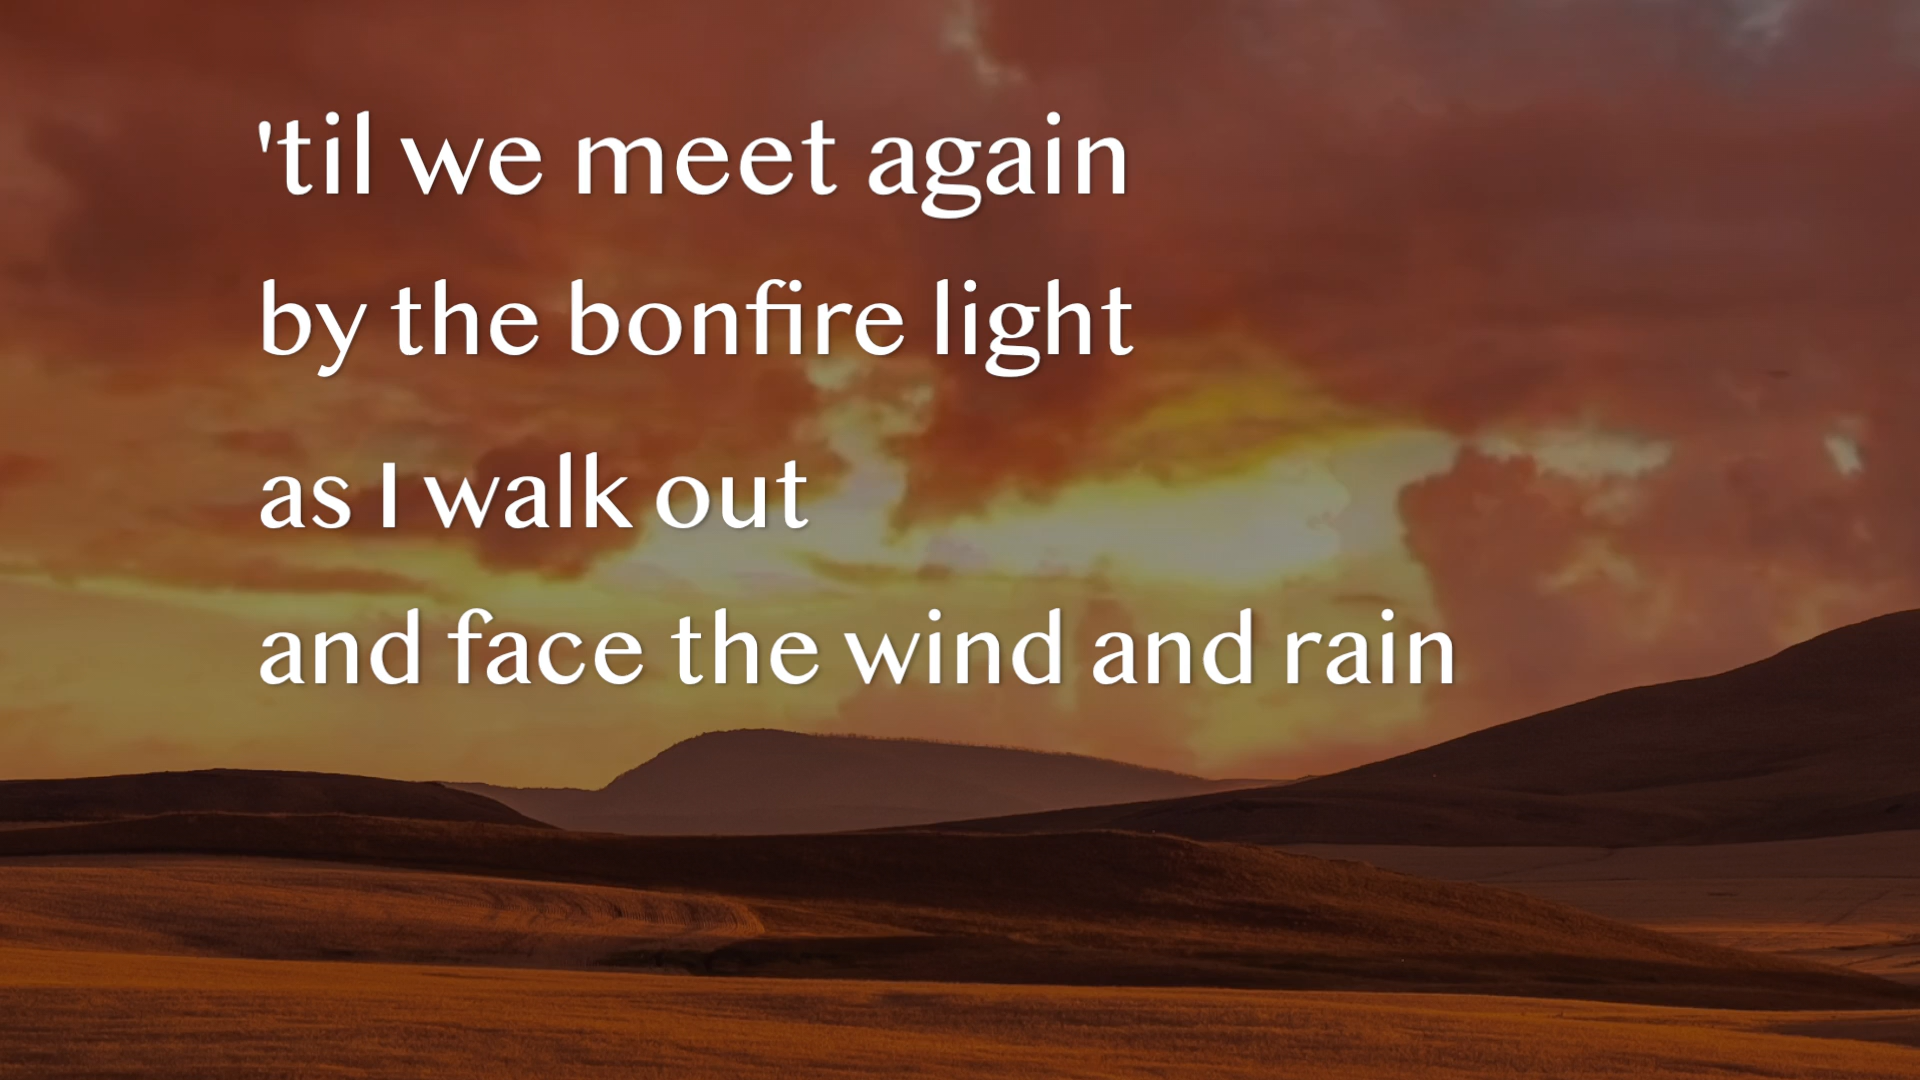 'til we meet again
by the bonfire light
as I walk out
and face the wind and rain